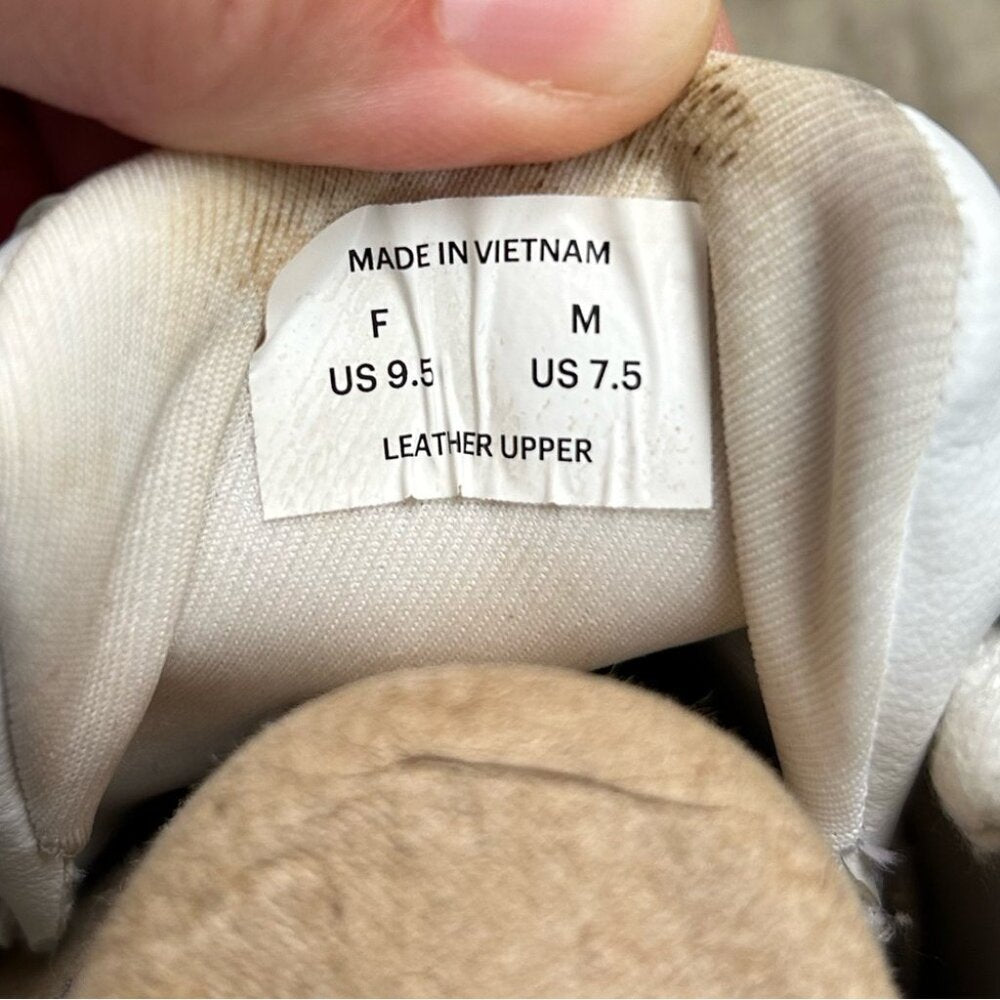 MADE IN VIETNAM
F M
US 9.5 US 7.5
LEATHER UPPER